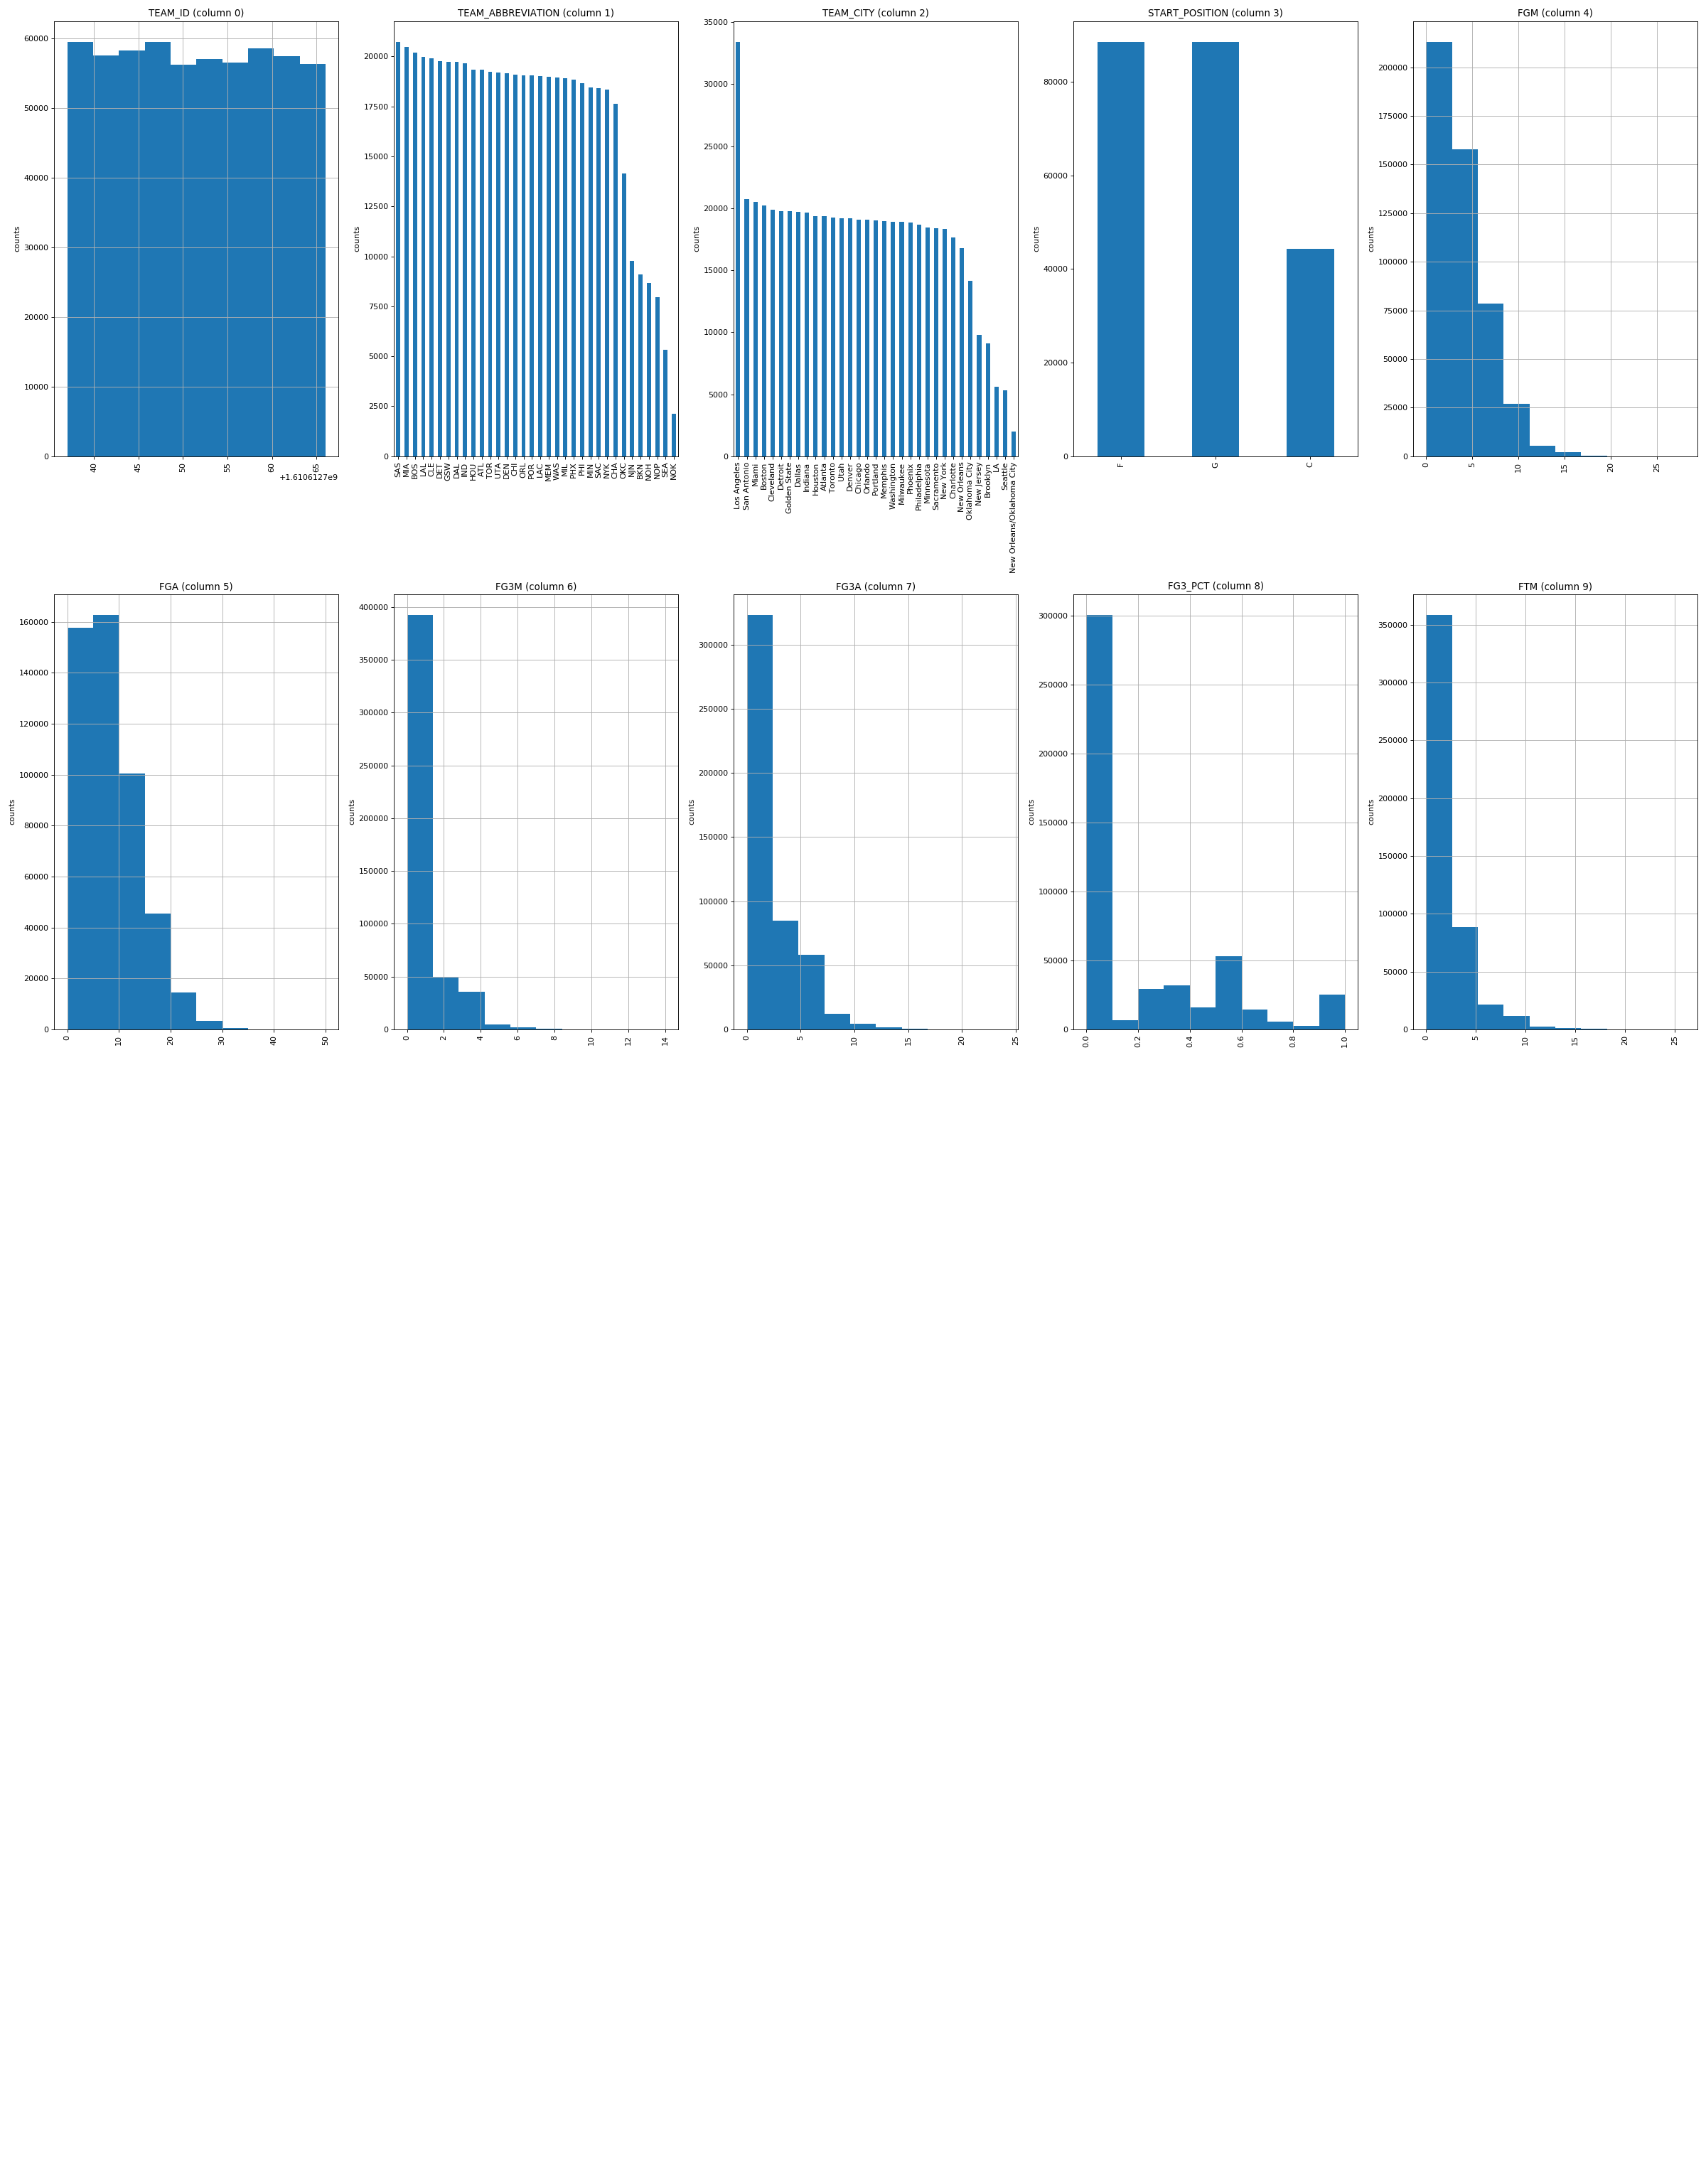 TEAM_ID (column 0)
counts
60000
50000
40000
30000
20000
10000
0
40
45
50
55
60
65
+1.6106127e9
TEAM_ABBREVIATION (column 1)
counts
20000
17500
15000
12500
10000
7500
5000
2500
0
SAS
MIA
BOS
LAL
CLE
DET
GSW
DAL
IND
HOU
ATL
TOR
UTA
DEN
CHI
ORL
POR
LAC
MEM
WAS
MIL
PHX
PHI
MIN
SAC
NYK
CHA
OKC
NJN
BKN
NOH
NOP
SEA
NOK
TEAM_CITY (column 2)
counts
35000
30000
25000
20000
15000
10000
5000
0
Los Angeles
San Antonio
Miami
Boston
Cleveland
Detroit
Golden State
Dallas
Indiana
Houston
Atlanta
Toronto
Utah
Denver
Chicago
Orlando
Portland
Memphis
Washington
Milwaukee
Phoenix
Philadelphia
Minnesota
Sacramento
New York
Charlotte
New Orleans
Oklahoma City
New Jersey
Brooklyn
LA
Seattle
New Orleans/Oklahoma City
START_POSITION (column 3)
counts
80000
60000
40000
20000
0
F
G
C
FGM (column 4)
counts
200000
175000
150000
125000
100000
75000
50000
25000
0
0
5
10
15
20
25
FGA (column 5)
counts
160000
140000
120000
100000
80000
60000
40000
20000
0
0
10
20
30
40
50
FG3M (column 6)
counts
400000
350000
300000
250000
200000
150000
100000
50000
0
0
2
4
6
8
10
12
14
FG3A (column 7)
counts
300000
250000
200000
150000
100000
50000
0
0
5
10
15
20
25
FG3_PCT (column 8)
counts
300000
250000
200000
150000
100000
50000
0
0.0
0.2
0.4
0.6
0.8
1.0
FTM (column 9)
counts
350000
300000
250000
200000
150000
100000
50000
0
0
5
10
15
20
25